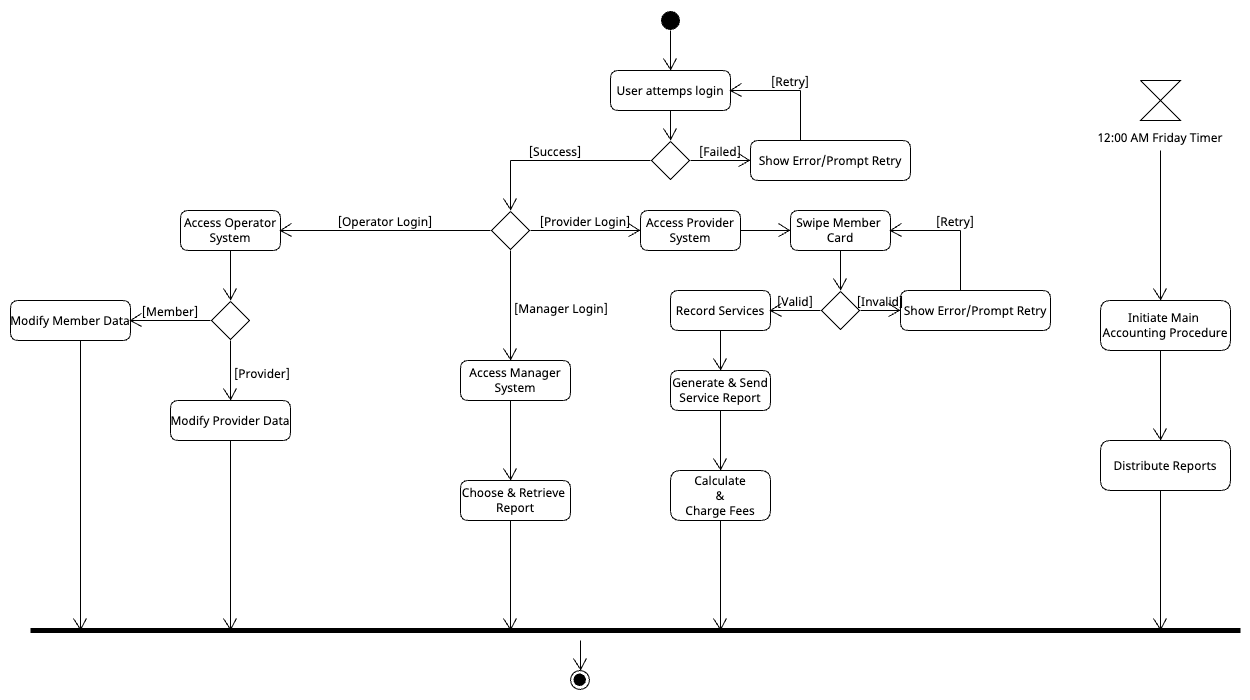 User attemps login
[Retry]
12:00 AM Friday Timer
[Success]
[Failed]
Show Error/Prompt Retry
Access Operator
System
[Operator Login]
[Provider Login]
Access Provider
System
Swipe Member
Card
[Retry]
[Member]
Modify Member Data
[Manager Login]
Record Services
[Valid]
[Invalid]
Show Error/Prompt Retry
Initiate Main
Accounting Procedure
[Provider]
Modify Provider Data
Access Manager
System
Generate & Send
Service Report
Distribute Reports
Choose & Retrieve
Report
Calculate
&
Charge Fees